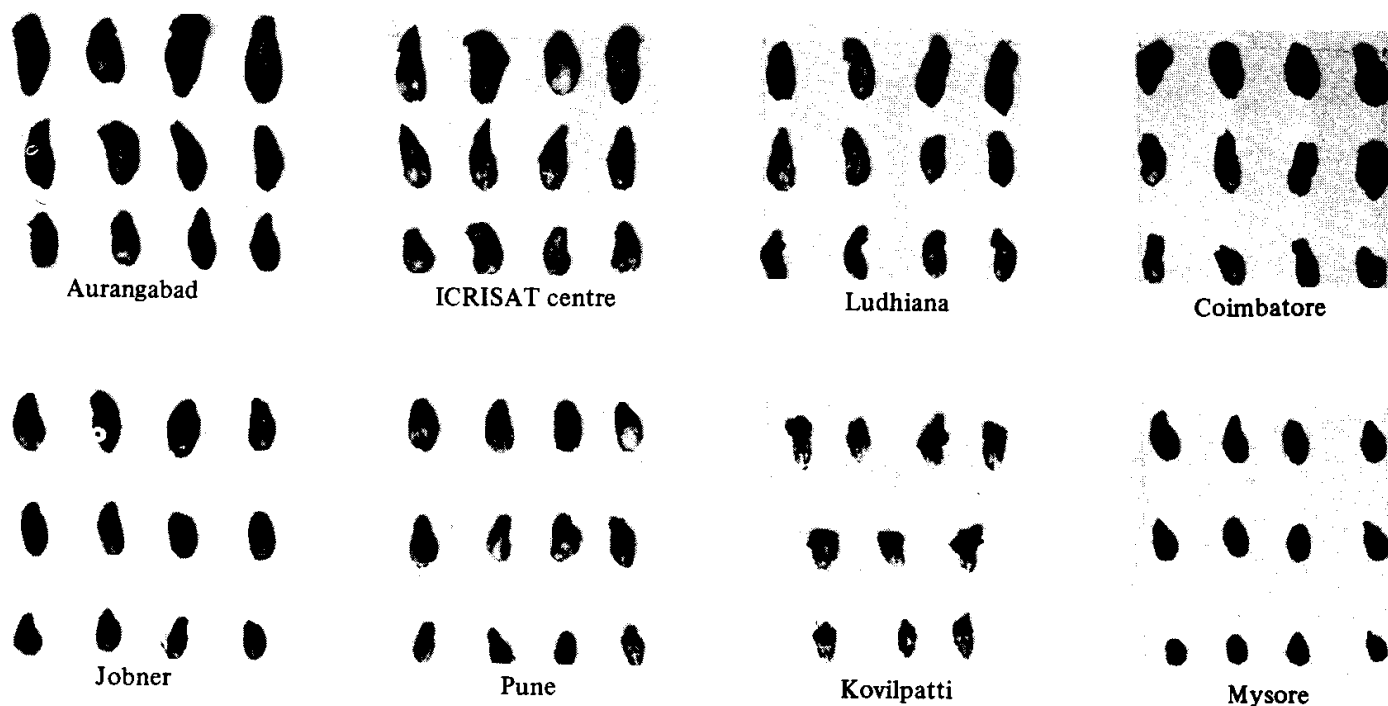 Aurangabad
ICRISAT centre
Ludhiana
Coimbatore
Jobner
Pune
Kovilpatti
Mysore